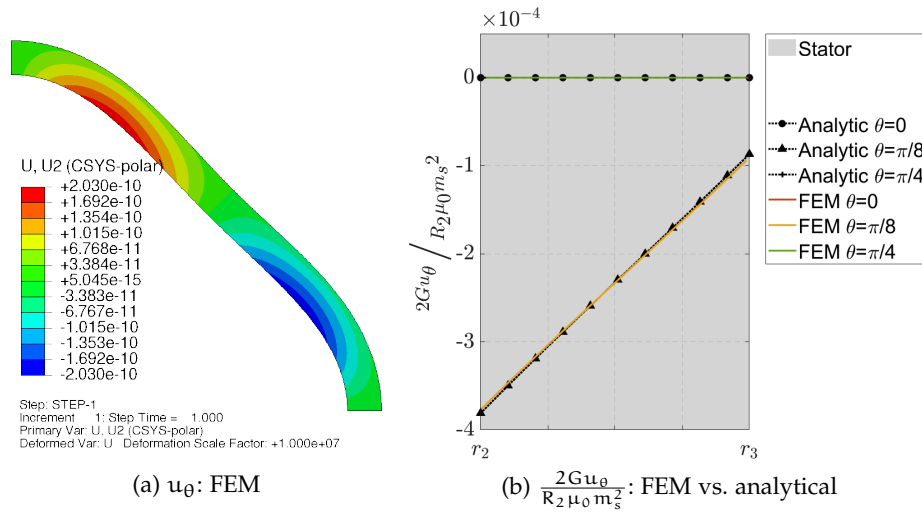 U, U2 (CSYS-polar)
+2.030e-10
+1.692e-10
+1.354e-10
+1.015e-10
+6.768e-11
+3.384e-11
+5.045e-15
-3.383e-11
-6.767e-11
-1.015e-10
-1.353e-10
-1.692e-10
-2.030e-10
Step: STEP-1
Increment 1: Step Time = 1.000
Primary Var: U, U2 (CSYS-polar)
Deformed Var: U Deformation Scale Factor: +1.000e+07
(a) uθ: FEM
×10⁻⁴
0
-1
-2
-3
-4
2Guθ / R₂μ₀mₛ²
r₂ r₃
Stator
Analytic θ=0
Analytic θ=π/8
Analytic θ=π/4
FEM θ=0
FEM θ=π/8
FEM θ=π/4
(b) 2Guθ / R₂μ₀mₛ²: FEM vs. analytical